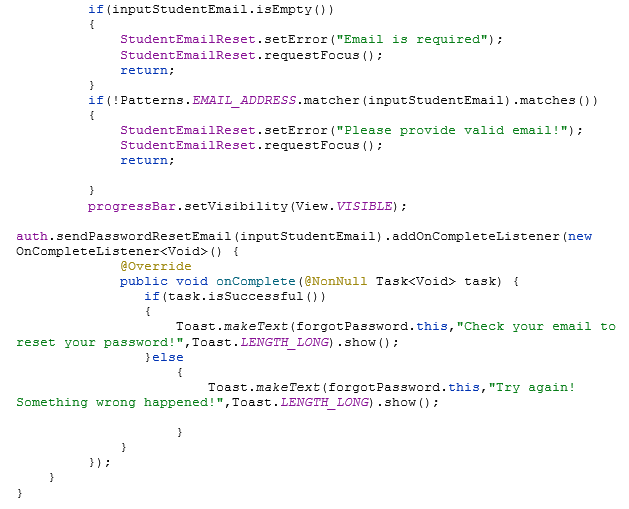 if(inputStudentEmail.isEmpty())
{
StudentEmailReset.setError("Email is required");
StudentEmailReset.requestFocus();
return;
}
if(!Patterns.EMAIL_ADDRESS.matcher(inputStudentEmail).matches())
{
StudentEmailReset.setError("Please provide valid email!");
StudentEmailReset.requestFocus();
return;
}
progressBar.setVisibility(View.VISIBLE);
auth.sendPasswordResetEmail(inputStudentEmail).addOnCompleteListener(new
OnCompleteListener<Void>() {
@Override
public void onComplete(@NonNull Task<Void> task) {
if(task.isSuccessful())
{
Toast.makeText(forgotPassword.this,"Check your email to
reset your password!",Toast.LENGTH_LONG).show();
}else
{
Toast.makeText(forgotPassword.this,"Try again!
Something wrong happened!",Toast.LENGTH_LONG).show();
}
}
});
}
}